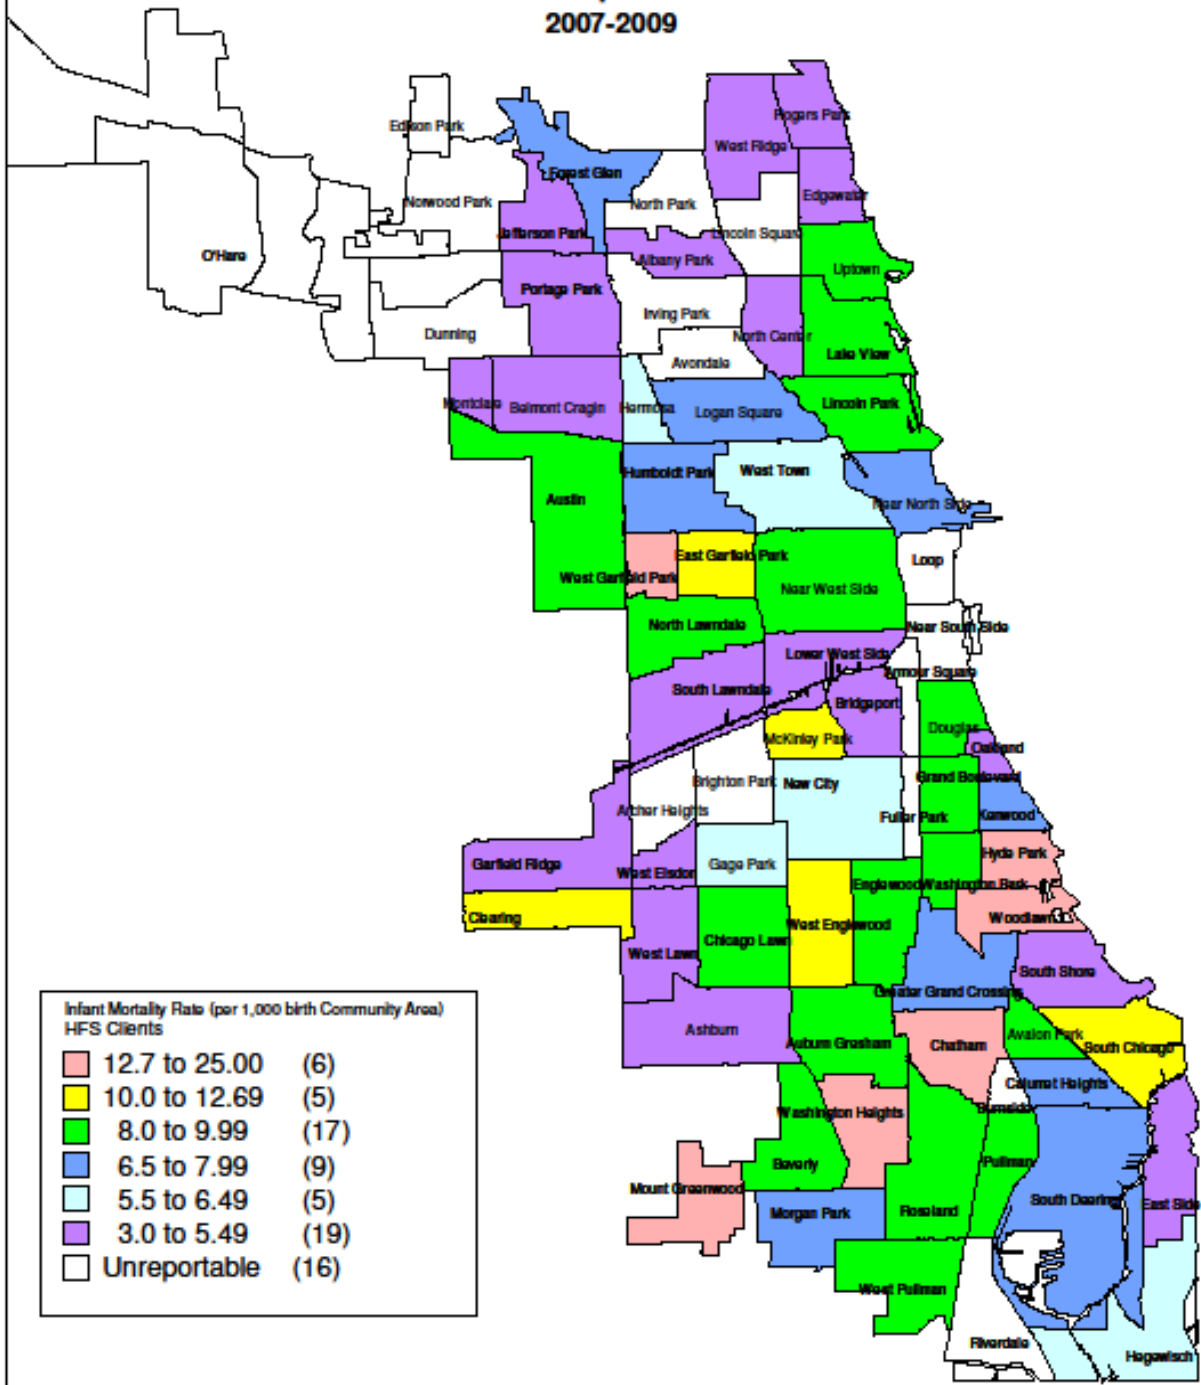 2007-2009
Edison Park
Rogers Park
West Ridge
Forest Glen
Norwood Park
North Park
Edgewater
Jefferson Park
Lincoln Square
O'Hare
Albany Park
Uptown
Portage Park
Irving Park
Dunning
North Center
Lake View
Avondale
Montclare
Belmont Cragin
Hermosa
Logan Square
Lincoln Park
Humboldt Park
West Town
Austin
Near North Side
East Garfield Park
Loop
West Garfield Park
Near West Side
North Lawndale
Near South Side
Lower West Side
Armour Square
South Lawndale
Bridgeport
Douglas
McKinley Park
Oakland
Brighton Park
New City
Grand Boulevard
Archer Heights
Fuller Park
Kenwood
Garfield Ridge
West Elsdon
Gage Park
Hyde Park
Englewood
Washington Park
Clearing
West Englewood
Woodlawn
Chicago Lawn
West Lawn
South Shore
Greater Grand Crossing
Ashburn
Auburn Gresham
Chatham
Avalon Park
South Chicago
Calumet Heights
Burnside
Washington Heights
Beverly
Pullman
Mount Greenwood
Morgan Park
Roseland
South Deering
East Side
West Pullman
Riverdale
Hegewisch
Infant Mortality Rate (per 1,000 birth Community Area)
HFS Clients
12.7 to 25.00 (6)
10.0 to 12.69 (5)
8.0 to 9.99 (17)
6.5 to 7.99 (9)
5.5 to 6.49 (5)
3.0 to 5.49 (19)
Unreportable (16)